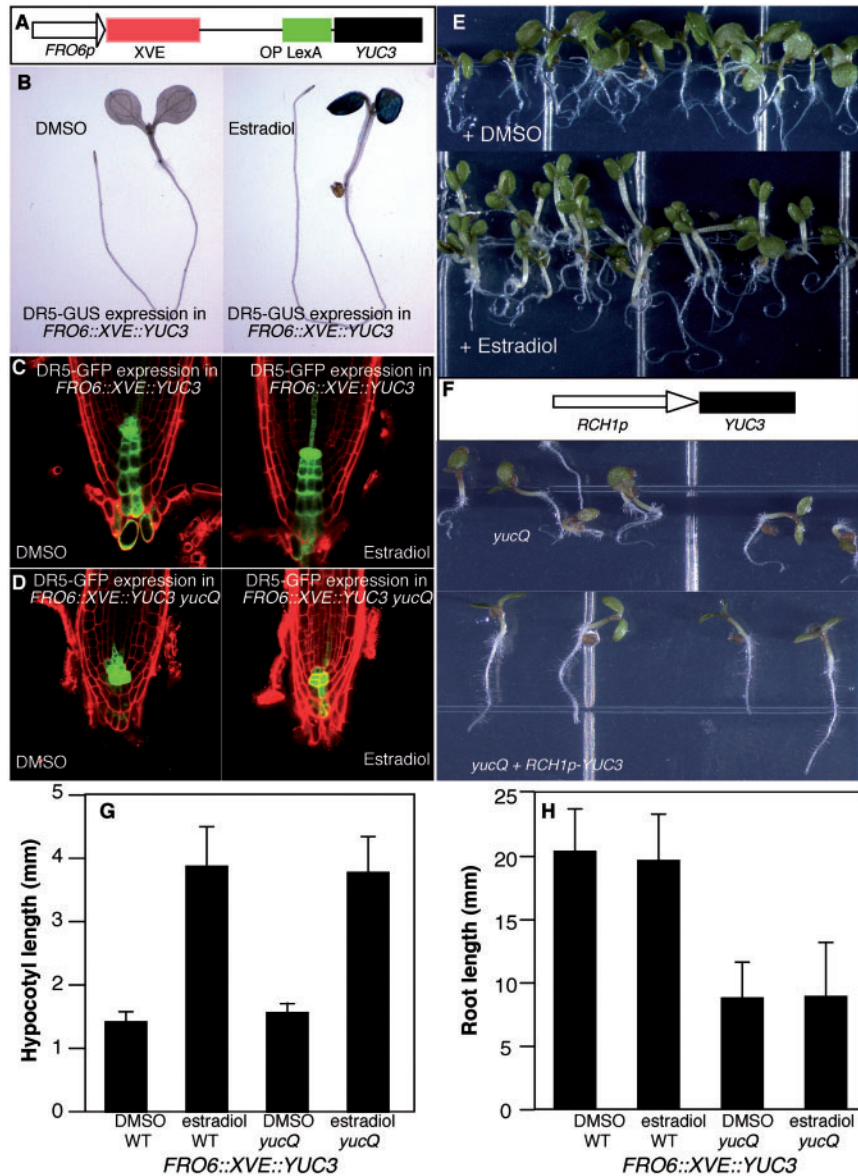 A
FRO6p
XVE
OP LexA
YUC3
B
DMSO
Estradiol
DR5-GUS expression in
FRO6::XVE::YUC3
DR5-GUS expression in
FRO6::XVE::YUC3
C
DR5-GFP expression in
FRO6::XVE::YUC3
DR5-GFP expression in
FRO6::XVE::YUC3
DMSO
Estradiol
D
DR5-GFP expression in
FRO6::XVE::YUC3 yucQ
DR5-GFP expression in
FRO6::XVE::YUC3 yucQ
DMSO
Estradiol
E
+ DMSO
+ Estradiol
F
RCH1p
YUC3
yucQ
yucQ + RCH1p-YUC3
G
Hypocotyl length (mm)
5
4
3
2
1
0
DMSO
WT
estradiol
WT
DMSO
yucQ
estradiol
yucQ
FRO6::XVE::YUC3
H
Root length (mm)
25
20
15
10
5
0
DMSO
WT
estradiol
WT
DMSO
yucQ
estradiol
yucQ
FRO6::XVE::YUC3